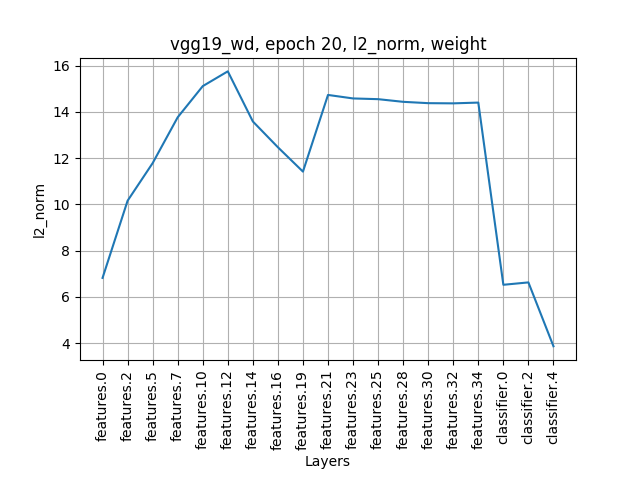 vgg19_wd, epoch 20, l2_norm, weight
16
14
12
10
8
6
4
l2_norm
features.0
features.2
features.5
features.7
features.10
features.12
features.14
features.16
features.19
features.21
features.23
features.25
features.28
features.30
features.32
features.34
classifier.0
classifier.2
classifier.4
Layers